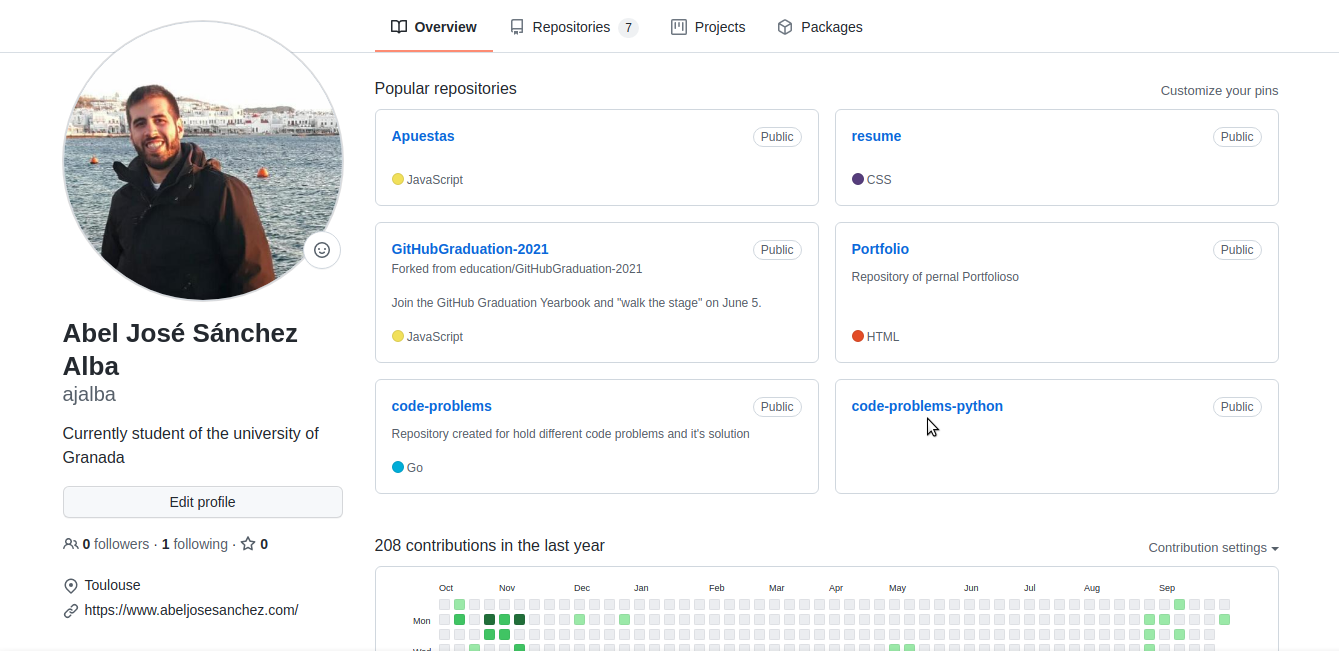 Overview Repositories 7 Projects Packages
Popular repositories
Customize your pins
Apuestas Public
JavaScript
resume Public
CSS
GitHubGraduation-2021 Public
Forked from education/GitHubGraduation-2021
Join the GitHub Graduation Yearbook and "walk the stage" on June 5.
JavaScript
Portfolio Public
Repository of pernal Portfolioso
HTML
code-problems Public
Repository created for hold different code problems and it's solution
Go
code-problems-python Public
Abel José Sánchez
Alba
ajalba
Currently student of the university of
Granada
Edit profile
0 followers · 1 following · 0
Toulouse
https://www.abeljosesanchez.com/
208 contributions in the last year
Contribution settings
Oct Nov Dec Jan Feb Mar Apr May Jun Jul Aug Sep
Mon